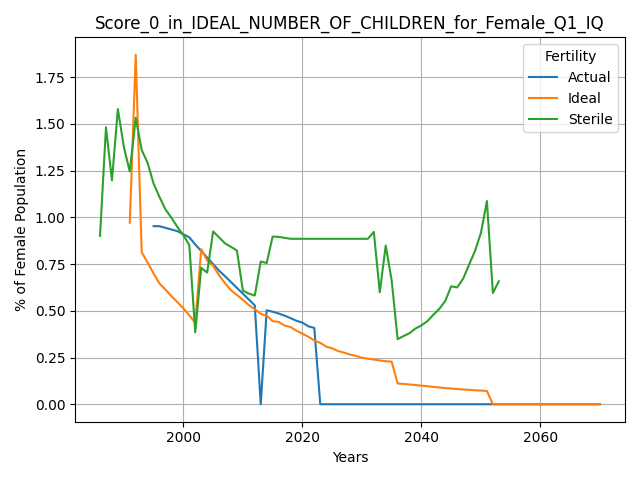 Score_0_in_IDEAL_NUMBER_OF_CHILDREN_for_Female_Q1_IQ
Fertility
Actual
Ideal
Sterile
% of Female Population
1.75
1.50
1.25
1.00
0.75
0.50
0.25
0.00
2000
2020
2040
2060
Years